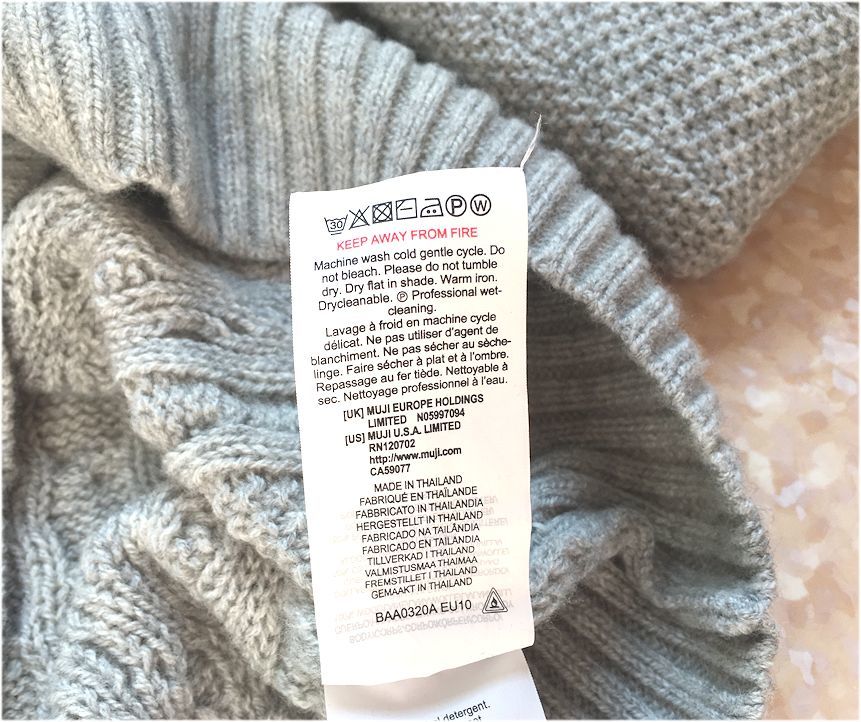 30 P W
KEEP AWAY FROM FIRE
Machine wash cold gentle cycle. Do
not bleach. Please do not tumble
dry. Dry flat in shade. Warm iron.
Drycleanable. Ⓟ Professional wet-
cleaning.
Lavage à froid en machine cycle
délicat. Ne pas utiliser d'agent de
blanchiment. Ne pas sécher au sèche-
linge. Faire sécher à plat et à l'ombre.
Repassage au fer tiède. Nettoyable à
sec. Nettoyage professionnel à l'eau.
[UK] MUJI EUROPE HOLDINGS
LIMITED N05997094
[US] MUJI U.S.A. LIMITED
RN120702
http://www.muji.com
CA59077
MADE IN THAILAND
FABRIQUÉ EN THAÏLANDE
FABBRICATO IN THAILANDIA
HERGESTELLT IN THAILAND
FABRICADO NA TAILÂNDIA
FABRICADO EN TAILANDIA
TILLVERKAD I THAILAND
VALMISTUSMAA THAIMAA
FREMSTILLET I THAILAND
GEMAAKT IN THAILAND
BAA0320A EU10
detergent.